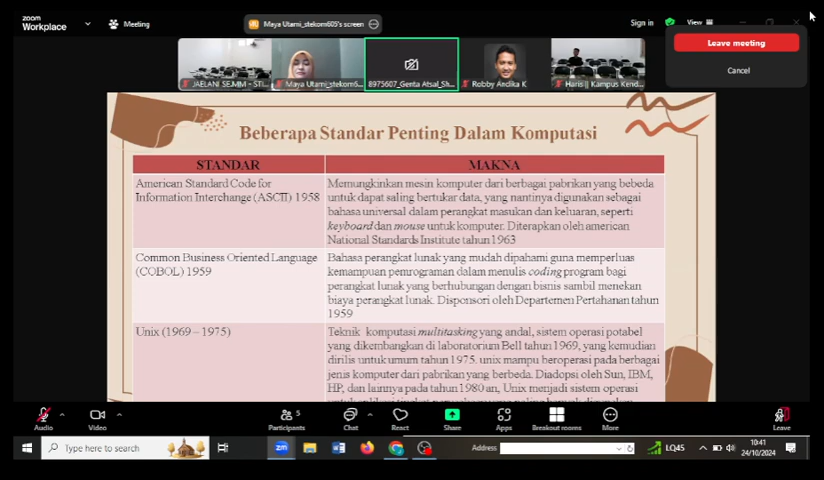 zoom
Workplace
Meeting
Maya Utami_stekom605's screen
Sign in
View
Leave meeting
Cancel
JAELANI SE,MM - STI...
Maya Utami_stekom6...
8975607_Genta Atsal_Sh...
Robby Andika K
Haris || Kampus Kend...
Beberapa Standar Penting Dalam Komputasi
STANDAR
MAKNA
American Standard Code for
Information Interchange (ASCII) 1958
Memungkinkan mesin komputer dari berbagai pabrikan yang bebeda
untuk dapat saling bertukar data, yang nantinya digunakan sebagai
bahasa universal dalam perangkat masukan dan keluaran, seperti
keyboard dan mouse untuk komputer. Diterapkan oleh american
National Standards Institute tahun 1963
Common Business Oriented Language
(COBOL) 1959
Bahasa perangkat lunak yang mudah dipahami guna memperluas
kemampuan pemrograman dalam menulis coding program bagi
perangkat lunak yang berhubungan dengan bisnis sambil menekan
biaya perangkat lunak. Disponsori oleh Departemen Pertahanan tahun
1959
Unix (1969 – 1975)
Teknik komputasi multitasking yang andal, sistem operasi potabel
yang dikembangkan di laboratorium Bell tahun 1969, yang kemudian
dirilis untuk umum tahun 1975. unix mampu beroperasi pada berbagai
jenis komputer dari pabrikan yang berbeda. Diadopsi oleh Sun, IBM,
HP, dan lainnya pada tahun 1980 an, Unix menjadi sistem operasi
Audio
Video
5
Participants
Chat
React
Share
Apps
Breakout rooms
More
Leave
Type here to search
zm
Address
LQ45
10:41
24/10/2024